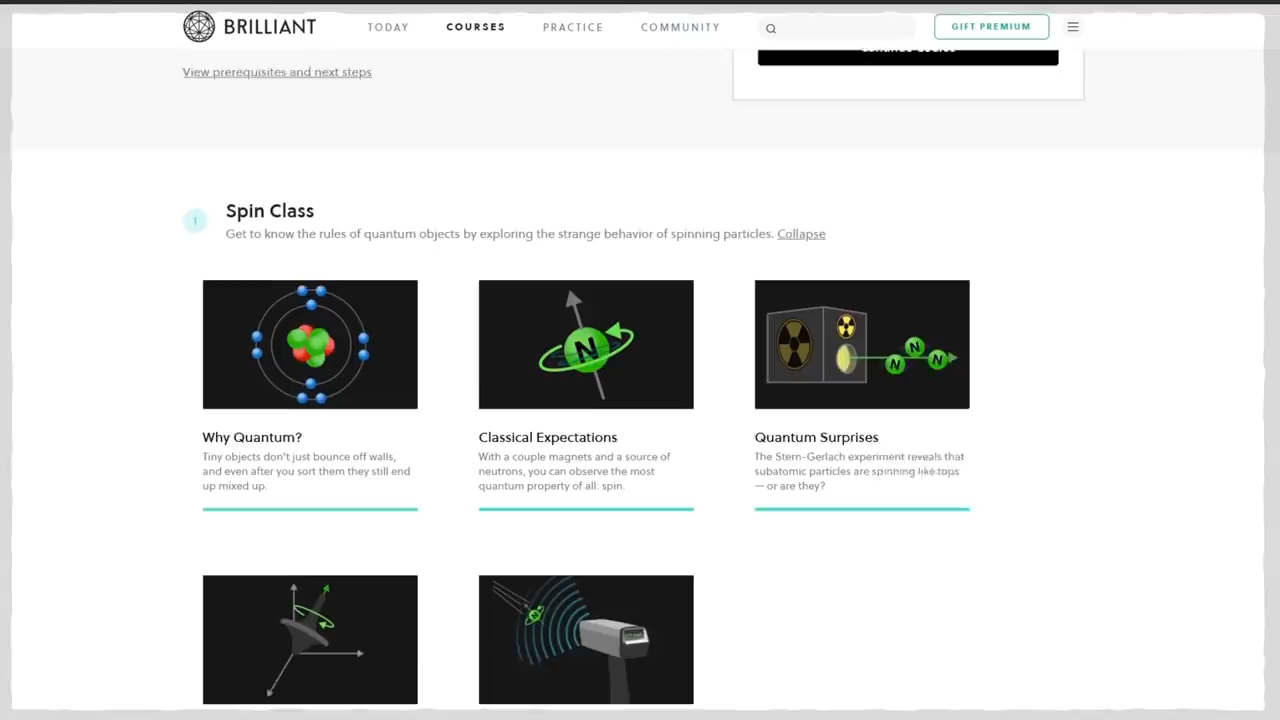 BRILLIANT
TODAY
COURSES
PRACTICE
COMMUNITY
GIFT PREMIUM
View prerequisites and next steps
1
Spin Class
Get to know the rules of quantum objects by exploring the strange behavior of spinning particles. Collapse
N
N
N
N
Why Quantum?
Tiny objects don't just bounce off walls,
and even after you sort them they still end
up mixed up.
Classical Expectations
With a couple magnets and a source of
neutrons, you can observe the most
quantum property of all: spin.
Quantum Surprises
The Stern-Gerlach experiment reveals that
subatomic particles are spinning like tops
— or are they?
N